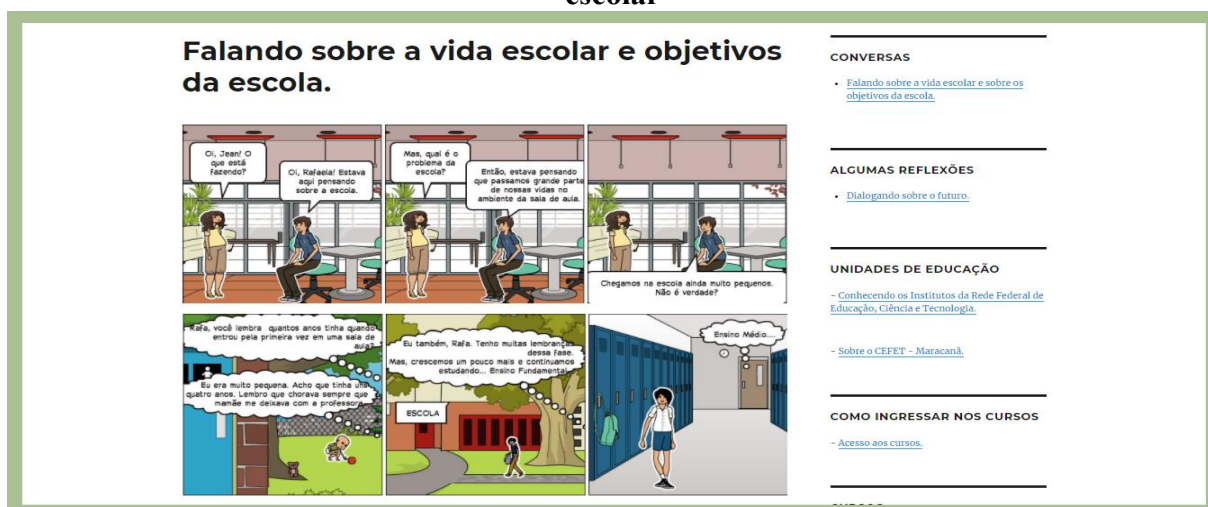 escolar
Falando sobre a vida escolar e objetivos
da escola.
Oi, Jean! O
que está
fazendo?
Oi, Rafaela! Estava
aqui pensando
sobre a escola.
Mas, qual é o
problema da
escola?
Então, estava pensando
que passamos grande parte
de nossas vidas no
ambiente da sala de aula.
Chegamos na escola ainda muito pequenos.
Não é verdade?
Rafa, você lembra quantos anos tinha quando
entrou pela primeira vez em uma sala de
aula?
Eu era muito pequena. Acho que tinha uns
quatro anos. Lembro que chorava sempre que
mamãe me deixava com a professora.
Eu também, Rafa. Tenho muitas lembranças
dessa fase.
Mas, crescemos um pouco mais e continuamos
estudando... Ensino Fundamental
ESCOLA
Ensino Médio...
CONVERSAS
• Falando sobre a vida escolar e sobre os
objetivos da escola.
ALGUMAS REFLEXÕES
• Dialogando sobre o futuro.
UNIDADES DE EDUCAÇÃO
- Conhecendo os Institutos da Rede Federal de
Educação, Ciência e Tecnologia.
- Sobre o CEFET - Maracanã.
COMO INGRESSAR NOS CURSOS
- Acesso aos cursos.